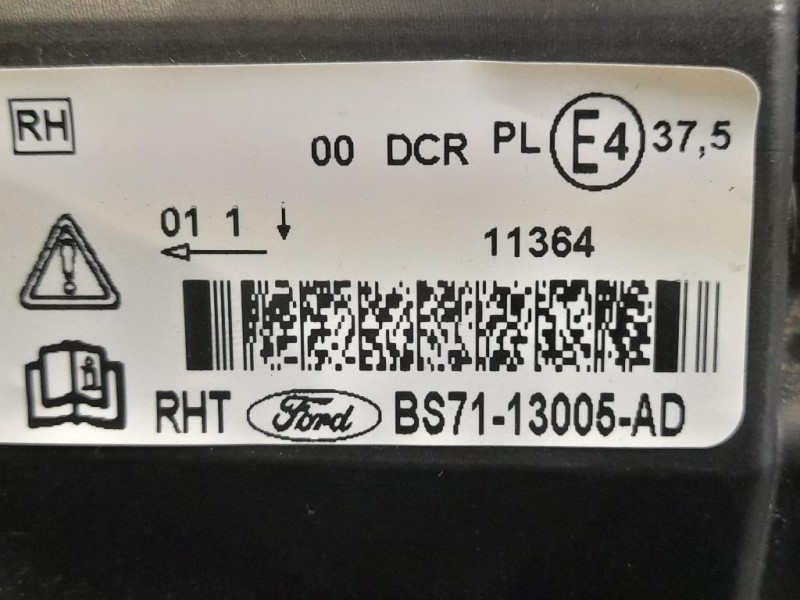 RH
00 DCR PL E4 37,5
01 1
11364
RHT Ford BS71-13005-AD